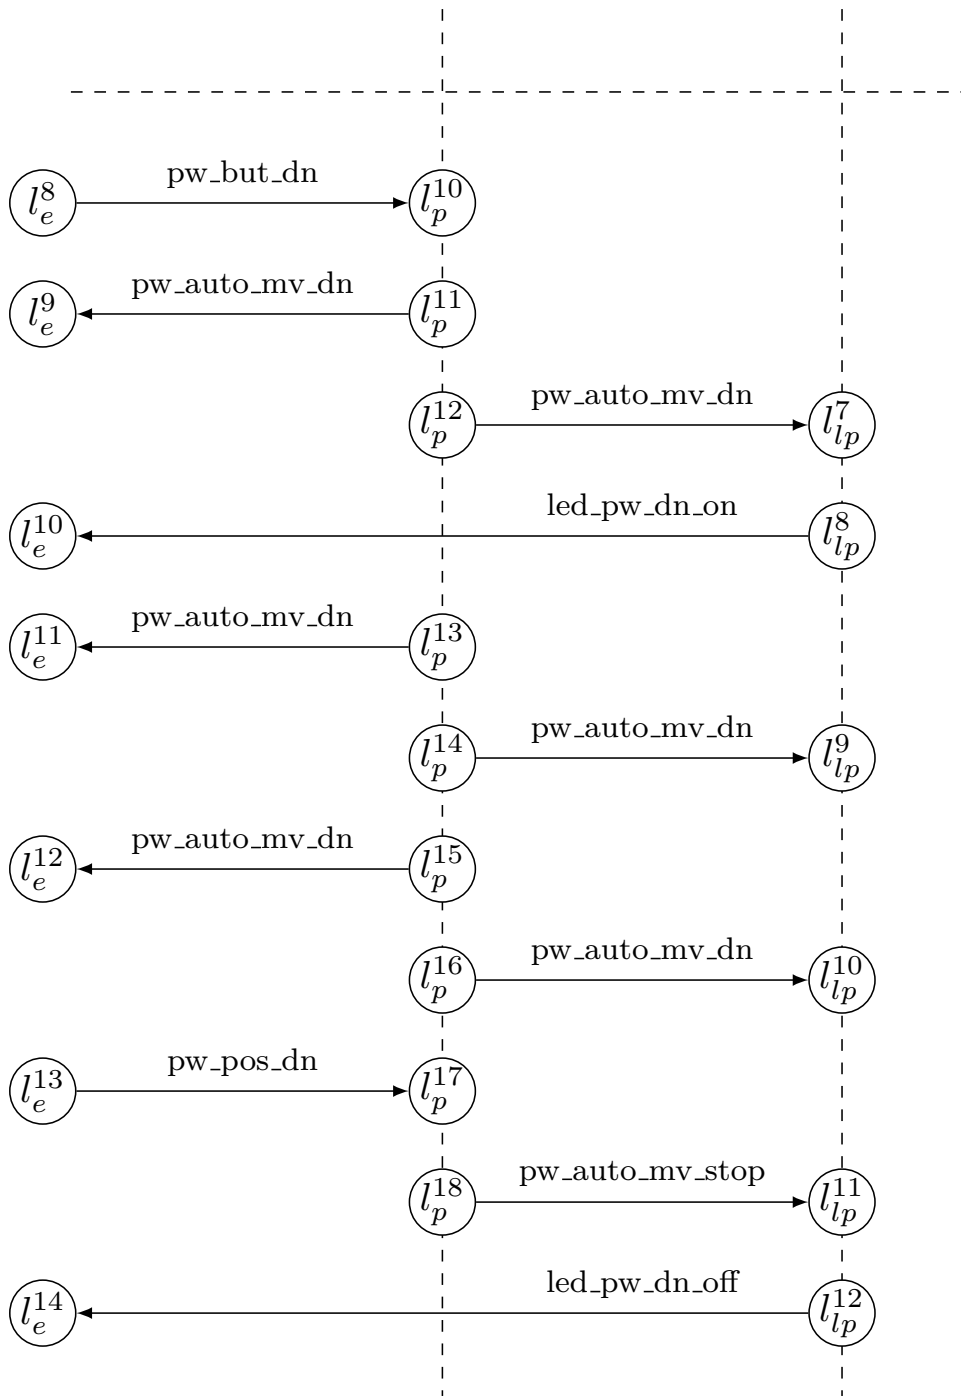 pw_but_dn
l_e^8 l_p^10
pw_auto_mv_dn
l_e^9 l_p^11
pw_auto_mv_dn
l_p^12 l_lp^7
led_pw_dn_on
l_e^10 l_lp^8
pw_auto_mv_dn
l_e^11 l_p^13
pw_auto_mv_dn
l_p^14 l_lp^9
pw_auto_mv_dn
l_e^12 l_p^15
pw_auto_mv_dn
l_p^16 l_lp^10
pw_pos_dn
l_e^13 l_p^17
pw_auto_mv_stop
l_p^18 l_lp^11
led_pw_dn_off
l_e^14 l_lp^12